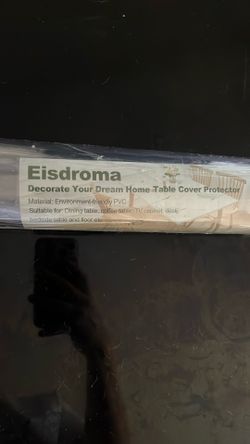 Eisdroma
Decorate Your Dream Home Table Cover Protector
Material: Environment-friendly PVC
Suitable for: Dining table, coffee table, TV cabinet, desk,
bedside table and foot etc